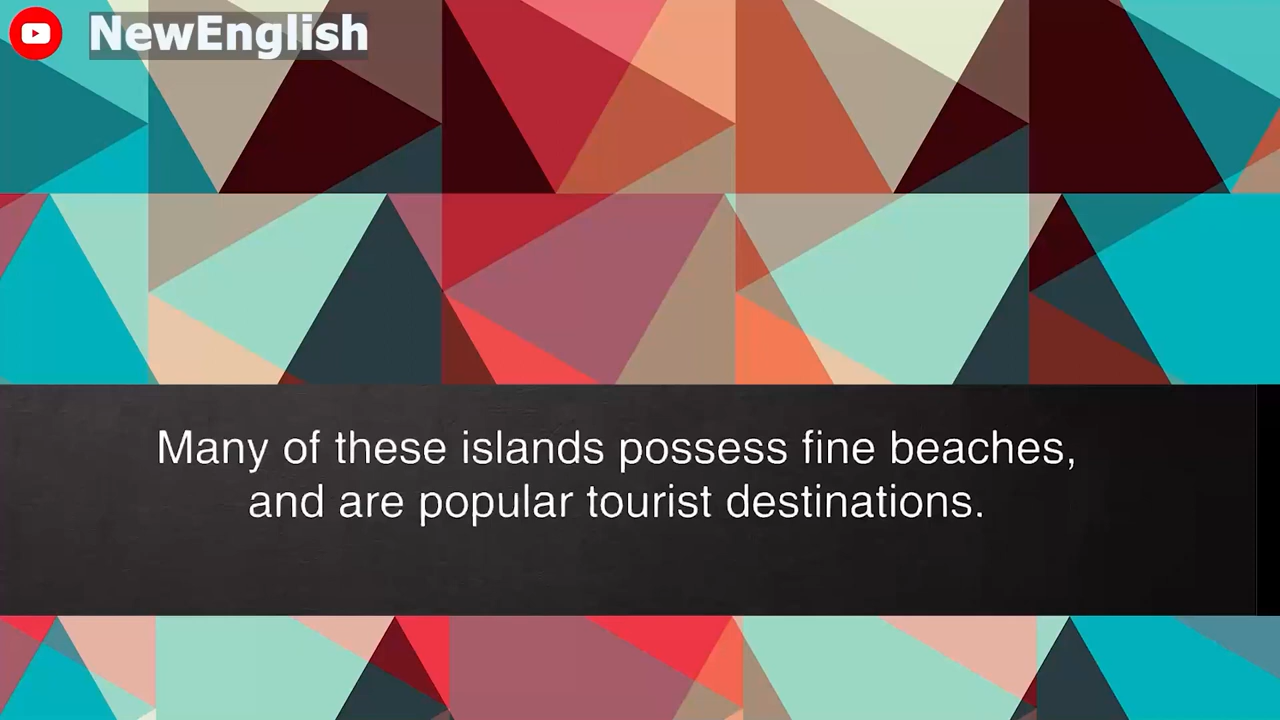 NewEnglish
Many of these islands possess fine beaches,
and are popular tourist destinations.